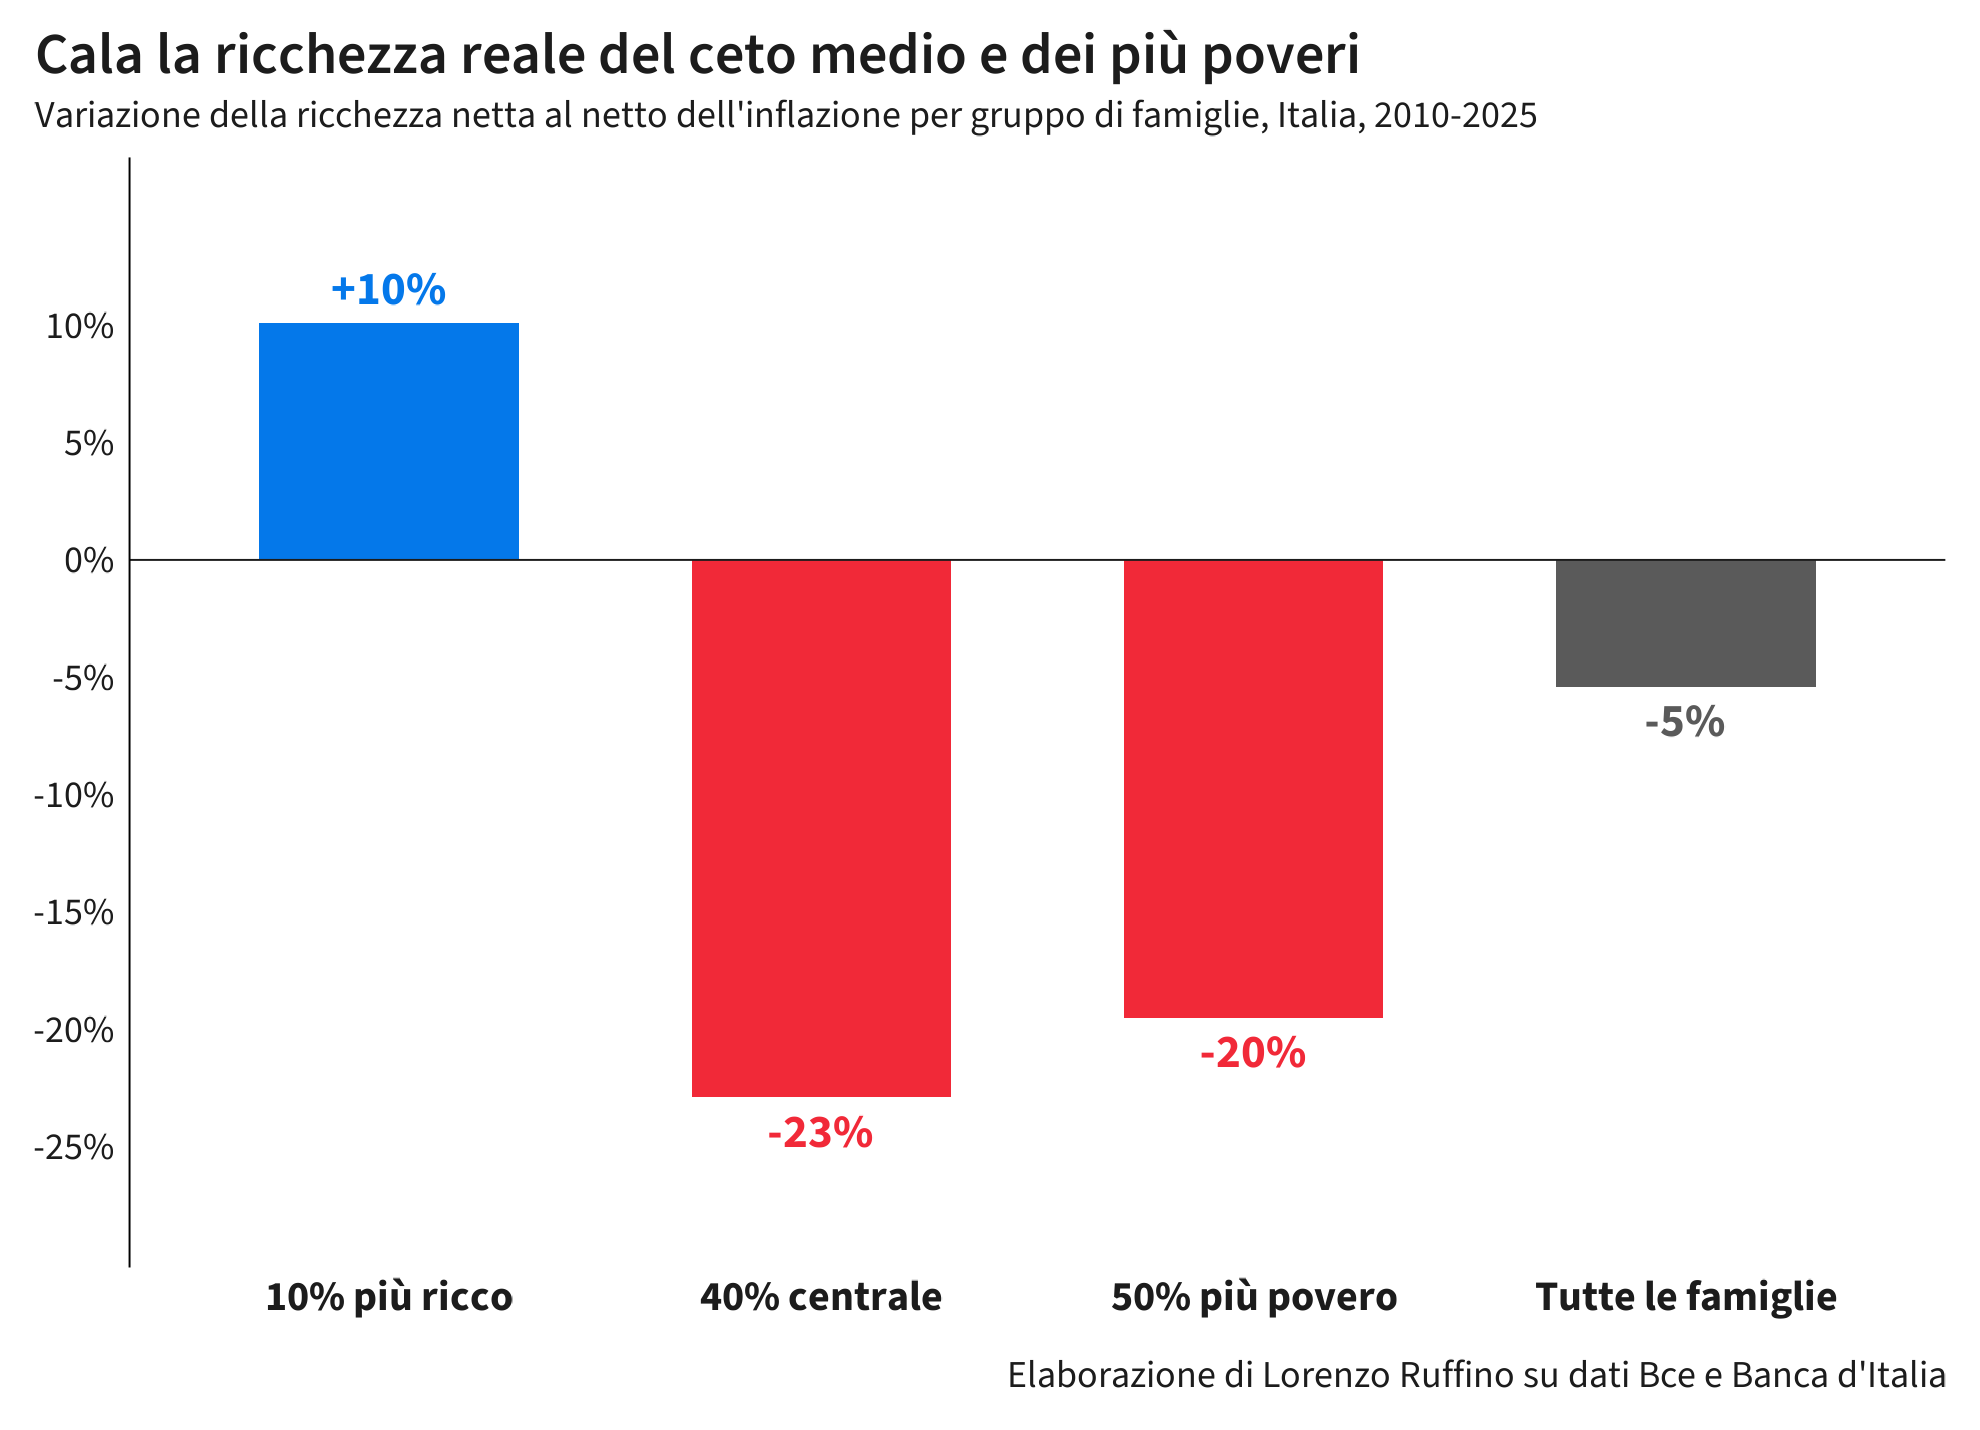 Cala la ricchezza reale del ceto medio e dei più poveri
Variazione della ricchezza netta al netto dell'inflazione per gruppo di famiglie, Italia, 2010-2025
+10%
10%
5%
0%
-5%
-5%
-10%
-15%
-20%
-20%
-23%
-25%
10% più ricco
40% centrale
50% più povero
Tutte le famiglie
Elaborazione di Lorenzo Ruffino su dati Bce e Banca d'Italia